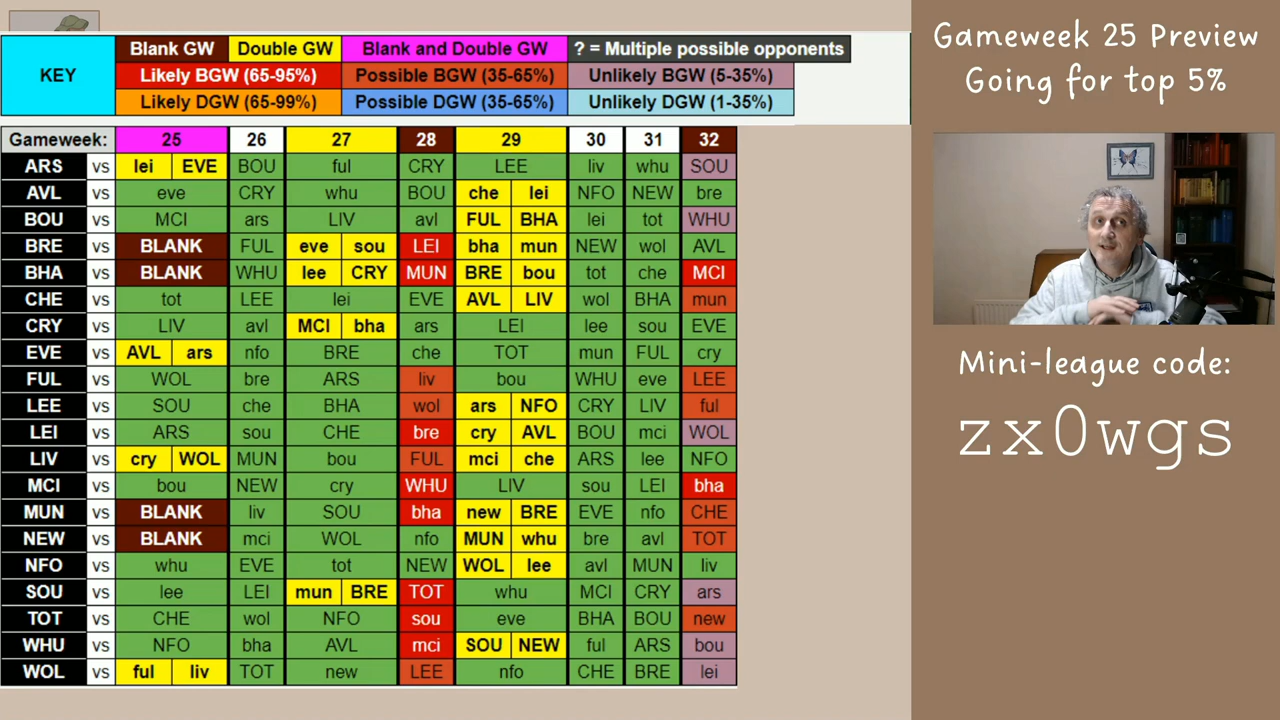 KEY
Blank GW Double GW Blank and Double GW ? = Multiple possible opponents
Likely BGW (65-95%) Possible BGW (35-65%) Unlikely BGW (5-35%)
Likely DGW (65-99%) Possible DGW (35-65%) Unlikely DGW (1-35%)
Gameweek: 25 26 27 28 29 30 31 32
ARS vs lei EVE BOU ful CRY LEE liv whu SOU
AVL vs eve CRY whu BOU che lei NFO NEW bre
BOU vs MCI ars LIV avl FUL BHA lei tot WHU
BRE vs BLANK FUL eve sou LEI bha mun NEW wol AVL
BHA vs BLANK WHU lee CRY MUN BRE bou tot che MCI
CHE vs tot LEE lei EVE AVL LIV wol BHA mun
CRY vs LIV avl MCI bha ars LEI lee sou EVE
EVE vs AVL ars nfo BRE che TOT mun FUL cry
FUL vs WOL bre ARS liv bou WHU eve LEE
LEE vs SOU che BHA wol ars NFO CRY LIV ful
LEI vs ARS sou CHE bre cry AVL BOU mci WOL
LIV vs cry WOL MUN bou FUL mci che ARS lee NFO
MCI vs bou NEW cry WHU LIV sou LEI bha
MUN vs BLANK liv SOU bha new BRE EVE nfo CHE
NEW vs BLANK mci WOL nfo MUN whu bre avl TOT
NFO vs whu EVE tot NEW WOL lee avl MUN liv
SOU vs lee LEI mun BRE TOT whu MCI CRY ars
TOT vs CHE wol NFO sou eve BHA BOU new
WHU vs NFO bha AVL mci SOU NEW ful ARS bou
WOL vs ful liv TOT new LEE nfo CHE BRE lei
Gameweek 25 Preview
Going for top 5%
Mini-league code:
zx0wgs